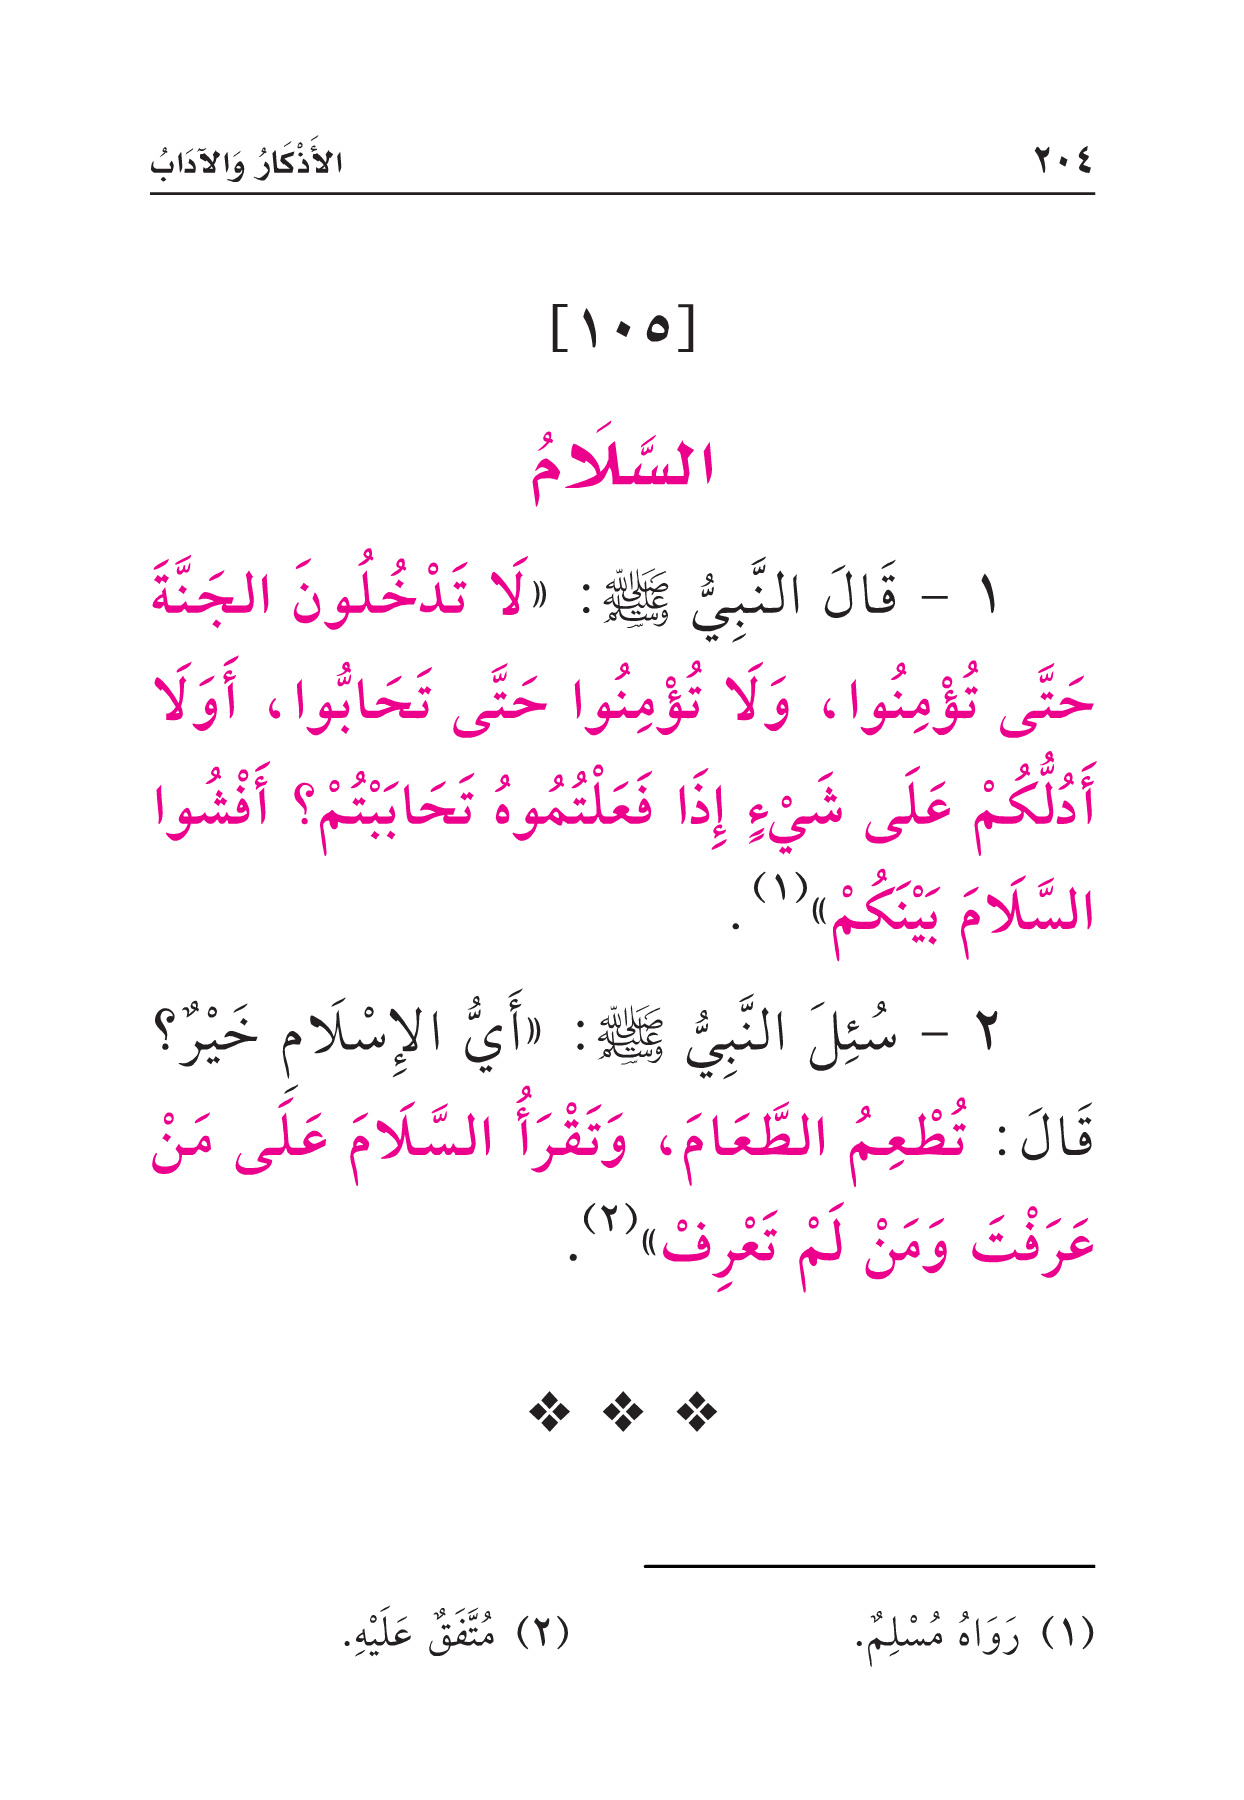 ٢٠٤ الأَذْكَارُ وَالآدَابُ
[١٠٥]
السَّلَامُ
١ - قَالَ النَّبِيُّ ﷺ: «لَا تَدْخُلُونَ الجَنَّةَ
حَتَّى تُؤْمِنُوا، وَلَا تُؤْمِنُوا حَتَّى تَحَابُّوا، أَوَلَا
أَدُلُّكُمْ عَلَى شَيْءٍ إِذَا فَعَلْتُمُوهُ تَحَابَبْتُمْ؟ أَفْشُوا
السَّلَامَ بَيْنَكُمْ»(١).
٢ - سُئِلَ النَّبِيُّ ﷺ: «أَيُّ الإِسْلَامِ خَيْرٌ؟
قَالَ: تُطْعِمُ الطَّعَامَ، وَتَقْرَأُ السَّلَامَ عَلَى مَنْ
عَرَفْتَ وَمَنْ لَمْ تَعْرِفْ»(٢).
(١) رَوَاهُ مُسْلِمٌ. (٢) مُتَّفَقٌ عَلَيْهِ.